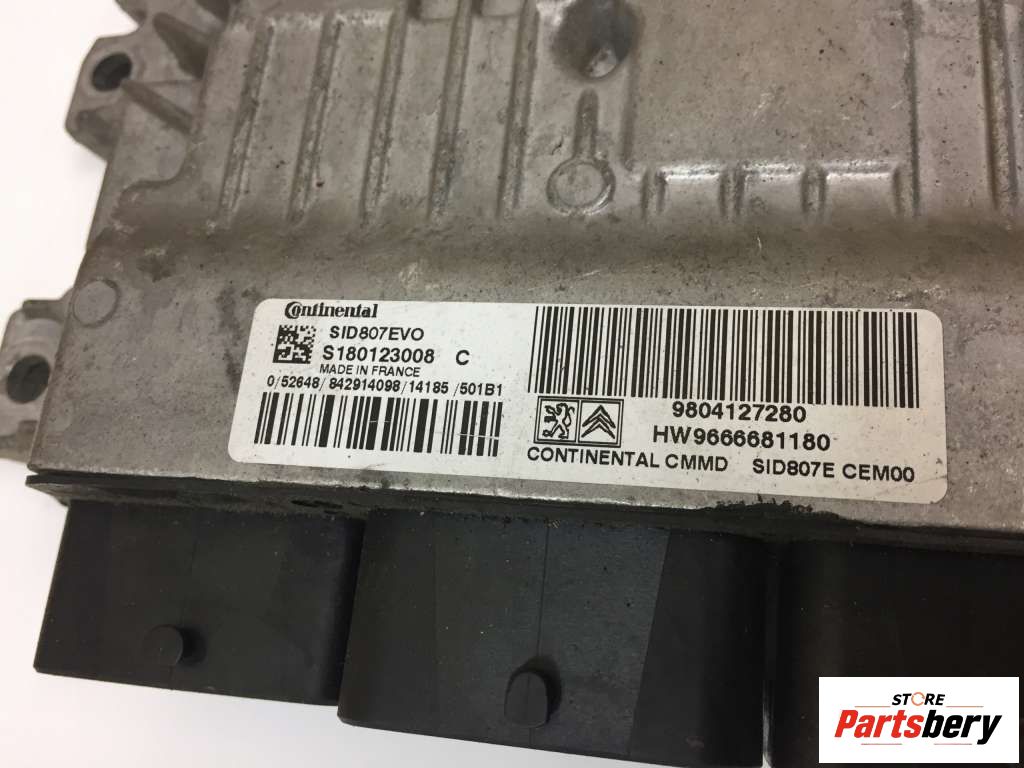 Continental
SID807EVO
S180123008 C
MADE IN FRANCE
0/52648/842914098/14185/501B1
9804127280
HW9666681180
CONTINENTAL CMMD SID807E CEM00
STORE
Partsbery